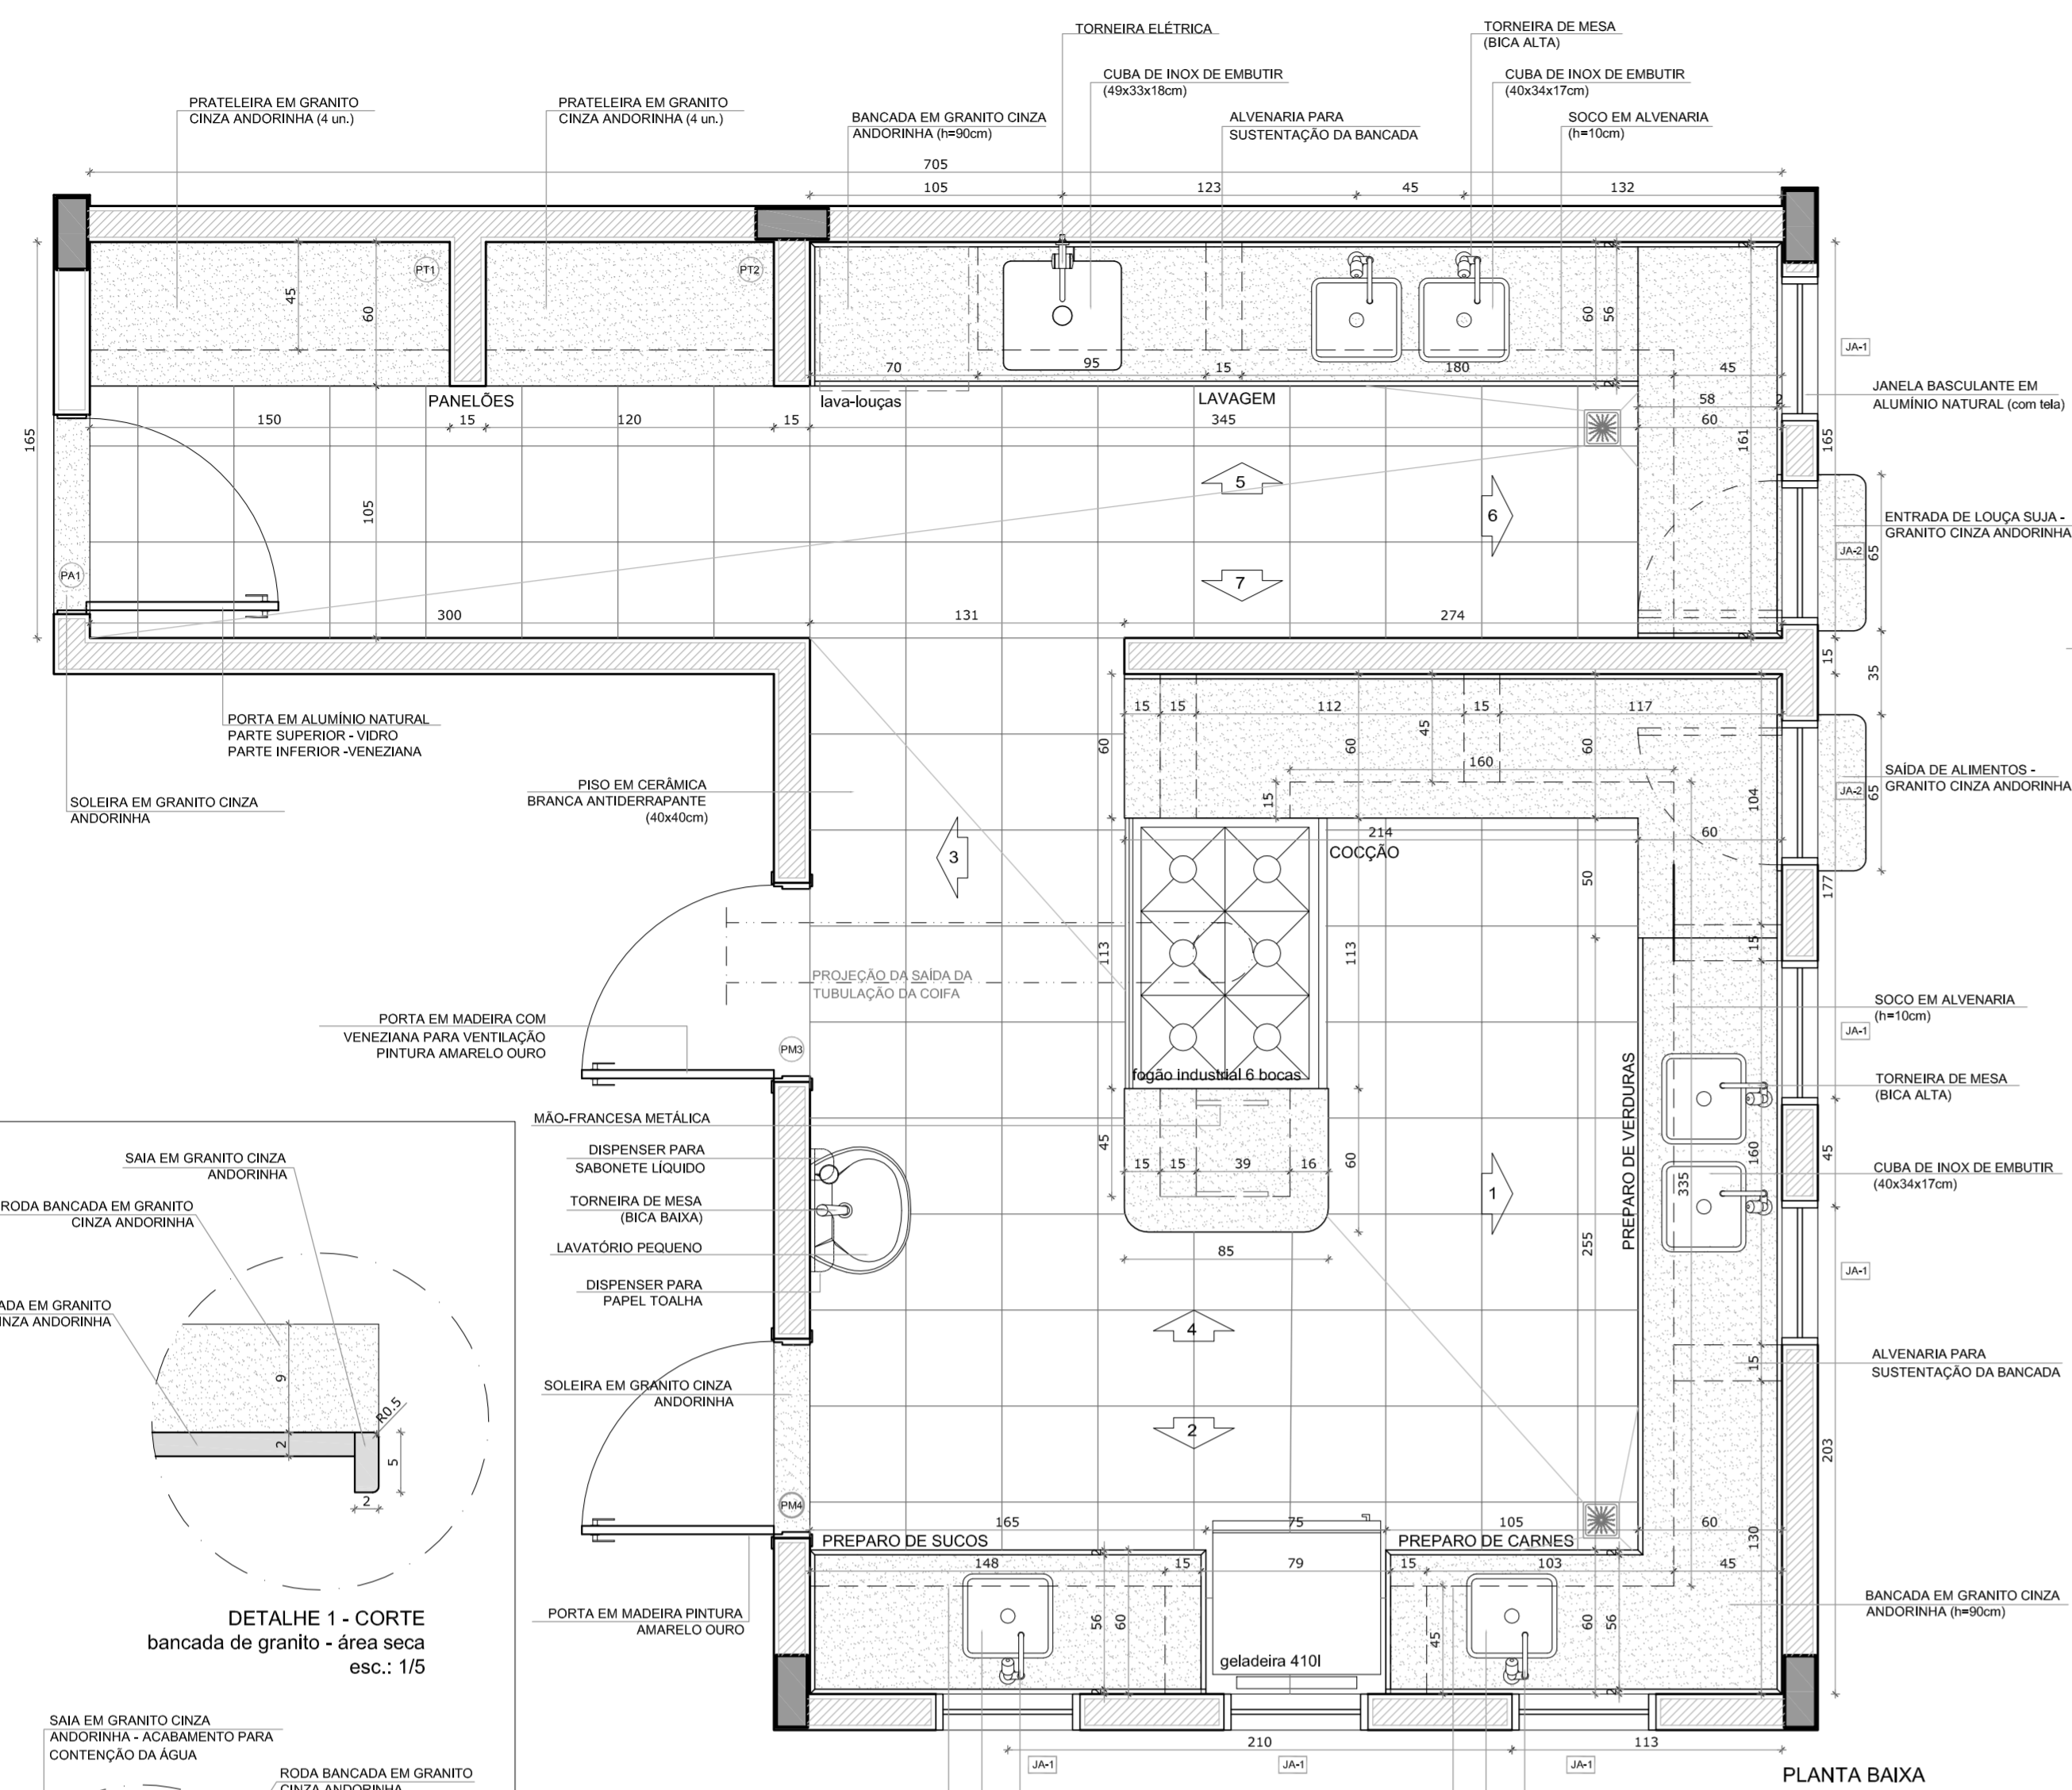 TORNEIRA ELÉTRICA
TORNEIRA DE MESA
(BICA ALTA)
CUBA DE INOX DE EMBUTIR
(49x33x18cm)
CUBA DE INOX DE EMBUTIR
(40x34x17cm)
PRATELEIRA EM GRANITO
CINZA ANDORINHA (4 un.)
PRATELEIRA EM GRANITO
CINZA ANDORINHA (4 un.)
BANCADA EM GRANITO CINZA
ANDORINHA (h=90cm)
ALVENARIA PARA
SUSTENTAÇÃO DA BANCADA
SOCO EM ALVENARIA
(h=10cm)
705
105
123
45
132
PT1
PT2
45
60
60
56
2
2
70
95
15
180
45
JA-1
JANELA BASCULANTE EM
ALUMÍNIO NATURAL (com tela)
PANELÕES
lava-louças
LAVAGEM
58
2
2
150
15
120
15
345
60
165
161
165
105
5
6
7
ENTRADA DE LOUÇA SUJA -
GRANITO CINZA ANDORINHA
JA-2
65
PA1
300
131
274
2
15
35
PORTA EM ALUMÍNIO NATURAL
PARTE SUPERIOR - VIDRO
PARTE INFERIOR -VENEZIANA
SOLEIRA EM GRANITO CINZA
ANDORINHA
PISO EM CERÂMICA
BRANCA ANTIDERRAPANTE
(40x40cm)
15
15
112
15
117
60
60
45
60
160
15
104
SAÍDA DE ALIMENTOS -
GRANITO CINZA ANDORINHA
JA-2
65
214
60
COCÇÃO
3
50
177
113
113
15
PROJEÇÃO DA SAÍDA DA
TUBULAÇÃO DA COIFA
PORTA EM MADEIRA COM
VENEZIANA PARA VENTILAÇÃO
PINTURA AMARELO OURO
PM3
fogão industrial 6 bocas
PREPARO DE VERDURAS
SOCO EM ALVENARIA
(h=10cm)
JA-1
TORNEIRA DE MESA
(BICA ALTA)
MÃO-FRANCESA METÁLICA
DISPENSER PARA
SABONETE LÍQUIDO
TORNEIRA DE MESA
(BICA BAIXA)
LAVATÓRIO PEQUENO
DISPENSER PARA
PAPEL TOALHA
45
15
15
39
16
60
85
1
255
335
160
45
CUBA DE INOX DE EMBUTIR
(40x34x17cm)
JA-1
SAIA EM GRANITO CINZA
ANDORINHA
RODA BANCADA EM GRANITO
CINZA ANDORINHA
ADA EM GRANITO
INZA ANDORINHA
9
R0.5
2
5
2
4
2
15
ALVENARIA PARA
SUSTENTAÇÃO DA BANCADA
203
SOLEIRA EM GRANITO CINZA
ANDORINHA
PM4
165
75
105
60
130
PREPARO DE SUCOS
PREPARO DE CARNES
148
2
15
79
15
103
2
45
56
60
45
60
56
2
2
geladeira 410l
PORTA EM MADEIRA PINTURA
AMARELO OURO
BANCADA EM GRANITO CINZA
ANDORINHA (h=90cm)
DETALHE 1 - CORTE
bancada de granito - área seca
esc.: 1/5
SAIA EM GRANITO CINZA
ANDORINHA - ACABAMENTO PARA
CONTENÇÃO DA ÁGUA
RODA BANCADA EM GRANITO
CINZA ANDORINHA
210
113
JA-1
JA-1
JA-1
PLANTA BAIXA